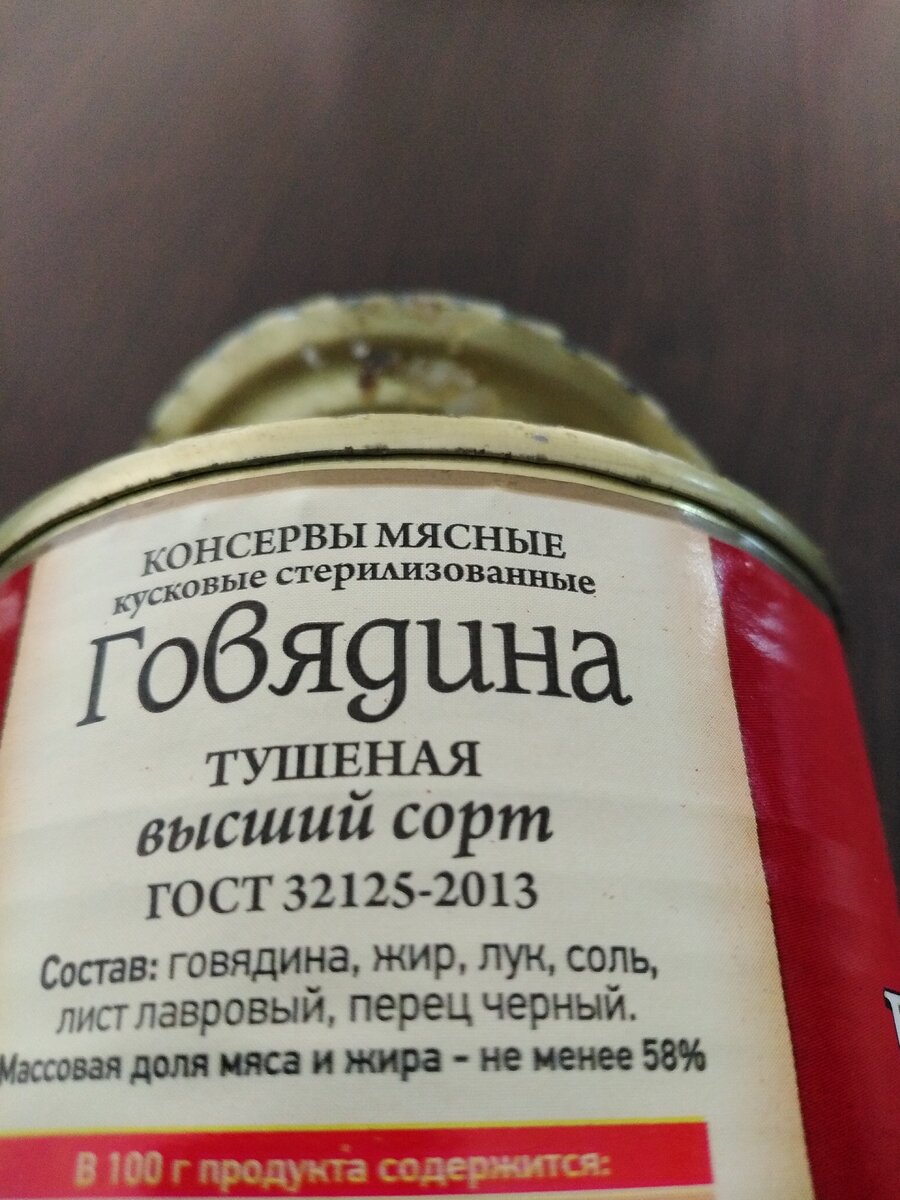 КОНСЕРВЫ МЯСНЫЕ
кусковые стерилизованные
Говядина
ТУШЕНАЯ
высший сорт
ГОСТ 32125-2013
Состав: говядина, жир, лук, соль,
лист лавровый, перец черный.
Массовая доля мяса и жира – не менее 58%
В 100 г продукта содержится: